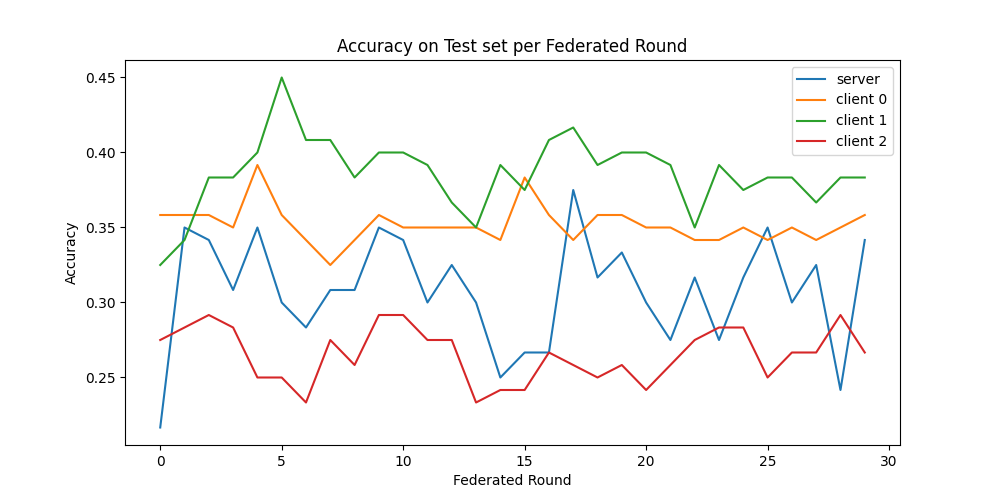 Accuracy on Test set per Federated Round
server
client 0
client 1
client 2
0.45
0.40
0.35
0.30
0.25
Accuracy
0 5 10 15 20 25 30
Federated Round